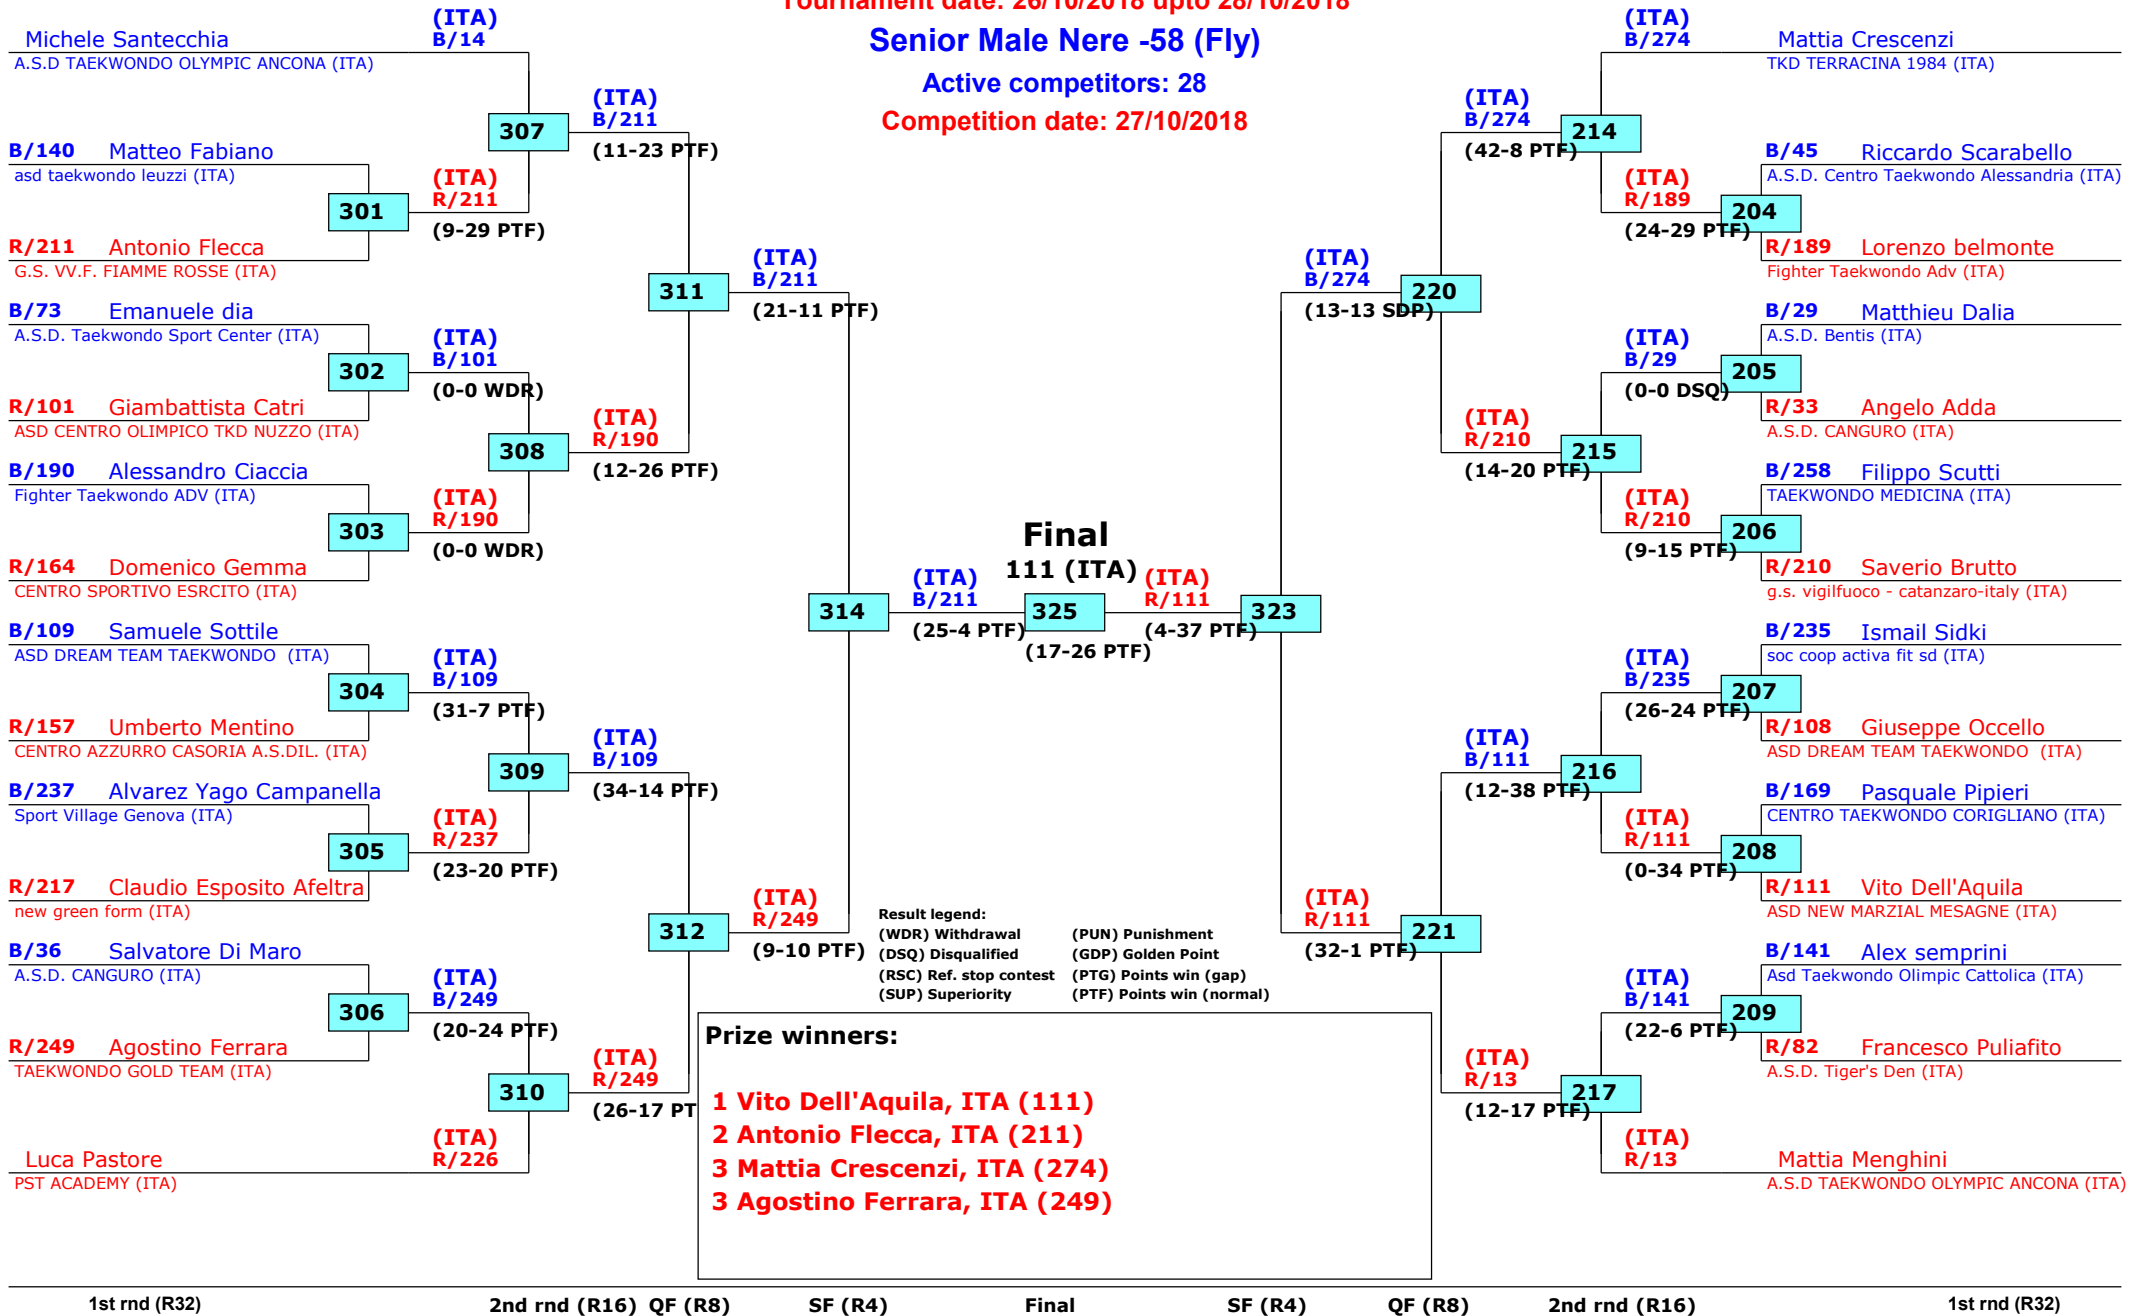 Tournament date: 26/10/2018 upto 28/10/2018
Senior Male Nere -58 (Fly)
Active competitors: 28
Competition date: 27/10/2018
Michele Santecchia
A.S.D TAEKWONDO OLYMPIC ANCONA (ITA)
(ITA)
B/14
B/140 Matteo Fabiano
asd taekwondo leuzzi (ITA)
301
(ITA)
R/211
(9-29 PTF)
R/211 Antonio Flecca
G.S. VV.F. FIAMME ROSSE (ITA)
307
(ITA)
B/211
(11-23 PTF)
B/73 Emanuele dia
A.S.D. Taekwondo Sport Center (ITA)
302
(ITA)
B/101
(0-0 WDR)
R/101 Giambattista Catri
ASD CENTRO OLIMPICO TKD NUZZO (ITA)
308
(ITA)
R/190
(12-26 PTF)
B/190 Alessandro Ciaccia
Fighter Taekwondo ADV (ITA)
303
(ITA)
R/190
(0-0 WDR)
R/164 Domenico Gemma
CENTRO SPORTIVO ESRCITO (ITA)
311
(ITA)
B/211
(21-11 PTF)
B/109 Samuele Sottile
ASD DREAM TEAM TAEKWONDO (ITA)
304
(ITA)
B/109
(31-7 PTF)
R/157 Umberto Mentino
CENTRO AZZURRO CASORIA A.S.DIL. (ITA)
309
(ITA)
B/109
(34-14 PTF)
B/237 Alvarez Yago Campanella
Sport Village Genova (ITA)
305
(ITA)
R/237
(23-20 PTF)
R/217 Claudio Esposito Afeltra
new green form (ITA)
312
(ITA)
R/249
(9-10 PTF)
B/36 Salvatore Di Maro
A.S.D. CANGURO (ITA)
306
(ITA)
B/249
(20-24 PTF)
R/249 Agostino Ferrara
TAEKWONDO GOLD TEAM (ITA)
310
(ITA)
R/249
(26-17 PT
Luca Pastore
PST ACADEMY (ITA)
(ITA)
R/226
314
(ITA)
B/211
(25-4 PTF)
Final
111 (ITA)
325
(17-26 PTF)
(ITA)
R/111
(4-37 PTF)
323
(ITA)
B/274
Mattia Crescenzi
TKD TERRACINA 1984 (ITA)
214
(ITA)
B/274
(42-8 PTF)
B/45 Riccardo Scarabello
A.S.D. Centro Taekwondo Alessandria (ITA)
204
(ITA)
R/189
(24-29 PTF)
R/189 Lorenzo belmonte
Fighter Taekwondo Adv (ITA)
220
(ITA)
B/274
(13-13 SDP)
B/29 Matthieu Dalia
A.S.D. Bentis (ITA)
205
(ITA)
B/29
(0-0 DSQ)
R/33 Angelo Adda
A.S.D. CANGURO (ITA)
215
(ITA)
R/210
(14-20 PTF)
B/258 Filippo Scutti
TAEKWONDO MEDICINA (ITA)
206
(ITA)
R/210
(9-15 PTF)
R/210 Saverio Brutto
g.s. vigilfuoco - catanzaro-italy (ITA)
B/235 Ismail Sidki
soc coop activa fit sd (ITA)
207
(ITA)
B/235
(26-24 PTF)
R/108 Giuseppe Occello
ASD DREAM TEAM TAEKWONDO (ITA)
216
(ITA)
B/111
(12-38 PTF)
B/169 Pasquale Pipieri
CENTRO TAEKWONDO CORIGLIANO (ITA)
208
(ITA)
R/111
(0-34 PTF)
R/111 Vito Dell'Aquila
ASD NEW MARZIAL MESAGNE (ITA)
221
(ITA)
R/111
(32-1 PTF)
B/141 Alex semprini
Asd Taekwondo Olimpic Cattolica (ITA)
209
(ITA)
B/141
(22-6 PTF)
R/82 Francesco Puliafito
A.S.D. Tiger's Den (ITA)
217
(ITA)
R/13
(12-17 PTF)
(ITA)
R/13
Mattia Menghini
A.S.D TAEKWONDO OLYMPIC ANCONA (ITA)
Result legend:
(WDR) Withdrawal (PUN) Punishment
(DSQ) Disqualified (GDP) Golden Point
(RSC) Ref. stop contest (PTG) Points win (gap)
(SUP) Superiority (PTF) Points win (normal)
Prize winners:
1 Vito Dell'Aquila, ITA (111)
2 Antonio Flecca, ITA (211)
3 Mattia Crescenzi, ITA (274)
3 Agostino Ferrara, ITA (249)
1st rnd (R32) 2nd rnd (R16) QF (R8) SF (R4) Final SF (R4) QF (R8) 2nd rnd (R16) 1st rnd (R32)